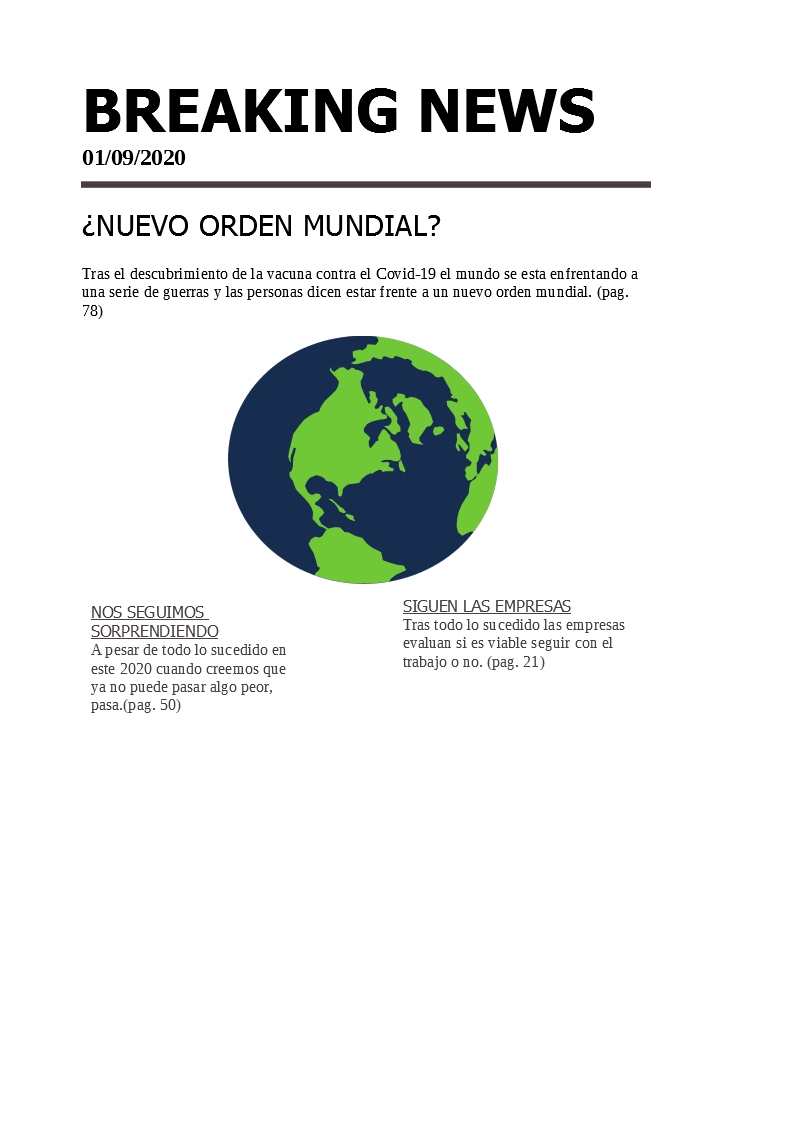 BREAKING NEWS
01/09/2020
¿NUEVO ORDEN MUNDIAL?
Tras el descubrimiento de la vacuna contra el Covid-19 el mundo se esta enfrentando a
una serie de guerras y las personas dicen estar frente a un nuevo orden mundial. (pag.
78)
NOS SEGUIMOS
SORPRENDIENDO
A pesar de todo lo sucedido en
este 2020 cuando creemos que
ya no puede pasar algo peor,
pasa.(pag. 50)
SIGUEN LAS EMPRESAS
Tras todo lo sucedido las empresas
evaluan si es viable seguir con el
trabajo o no. (pag. 21)